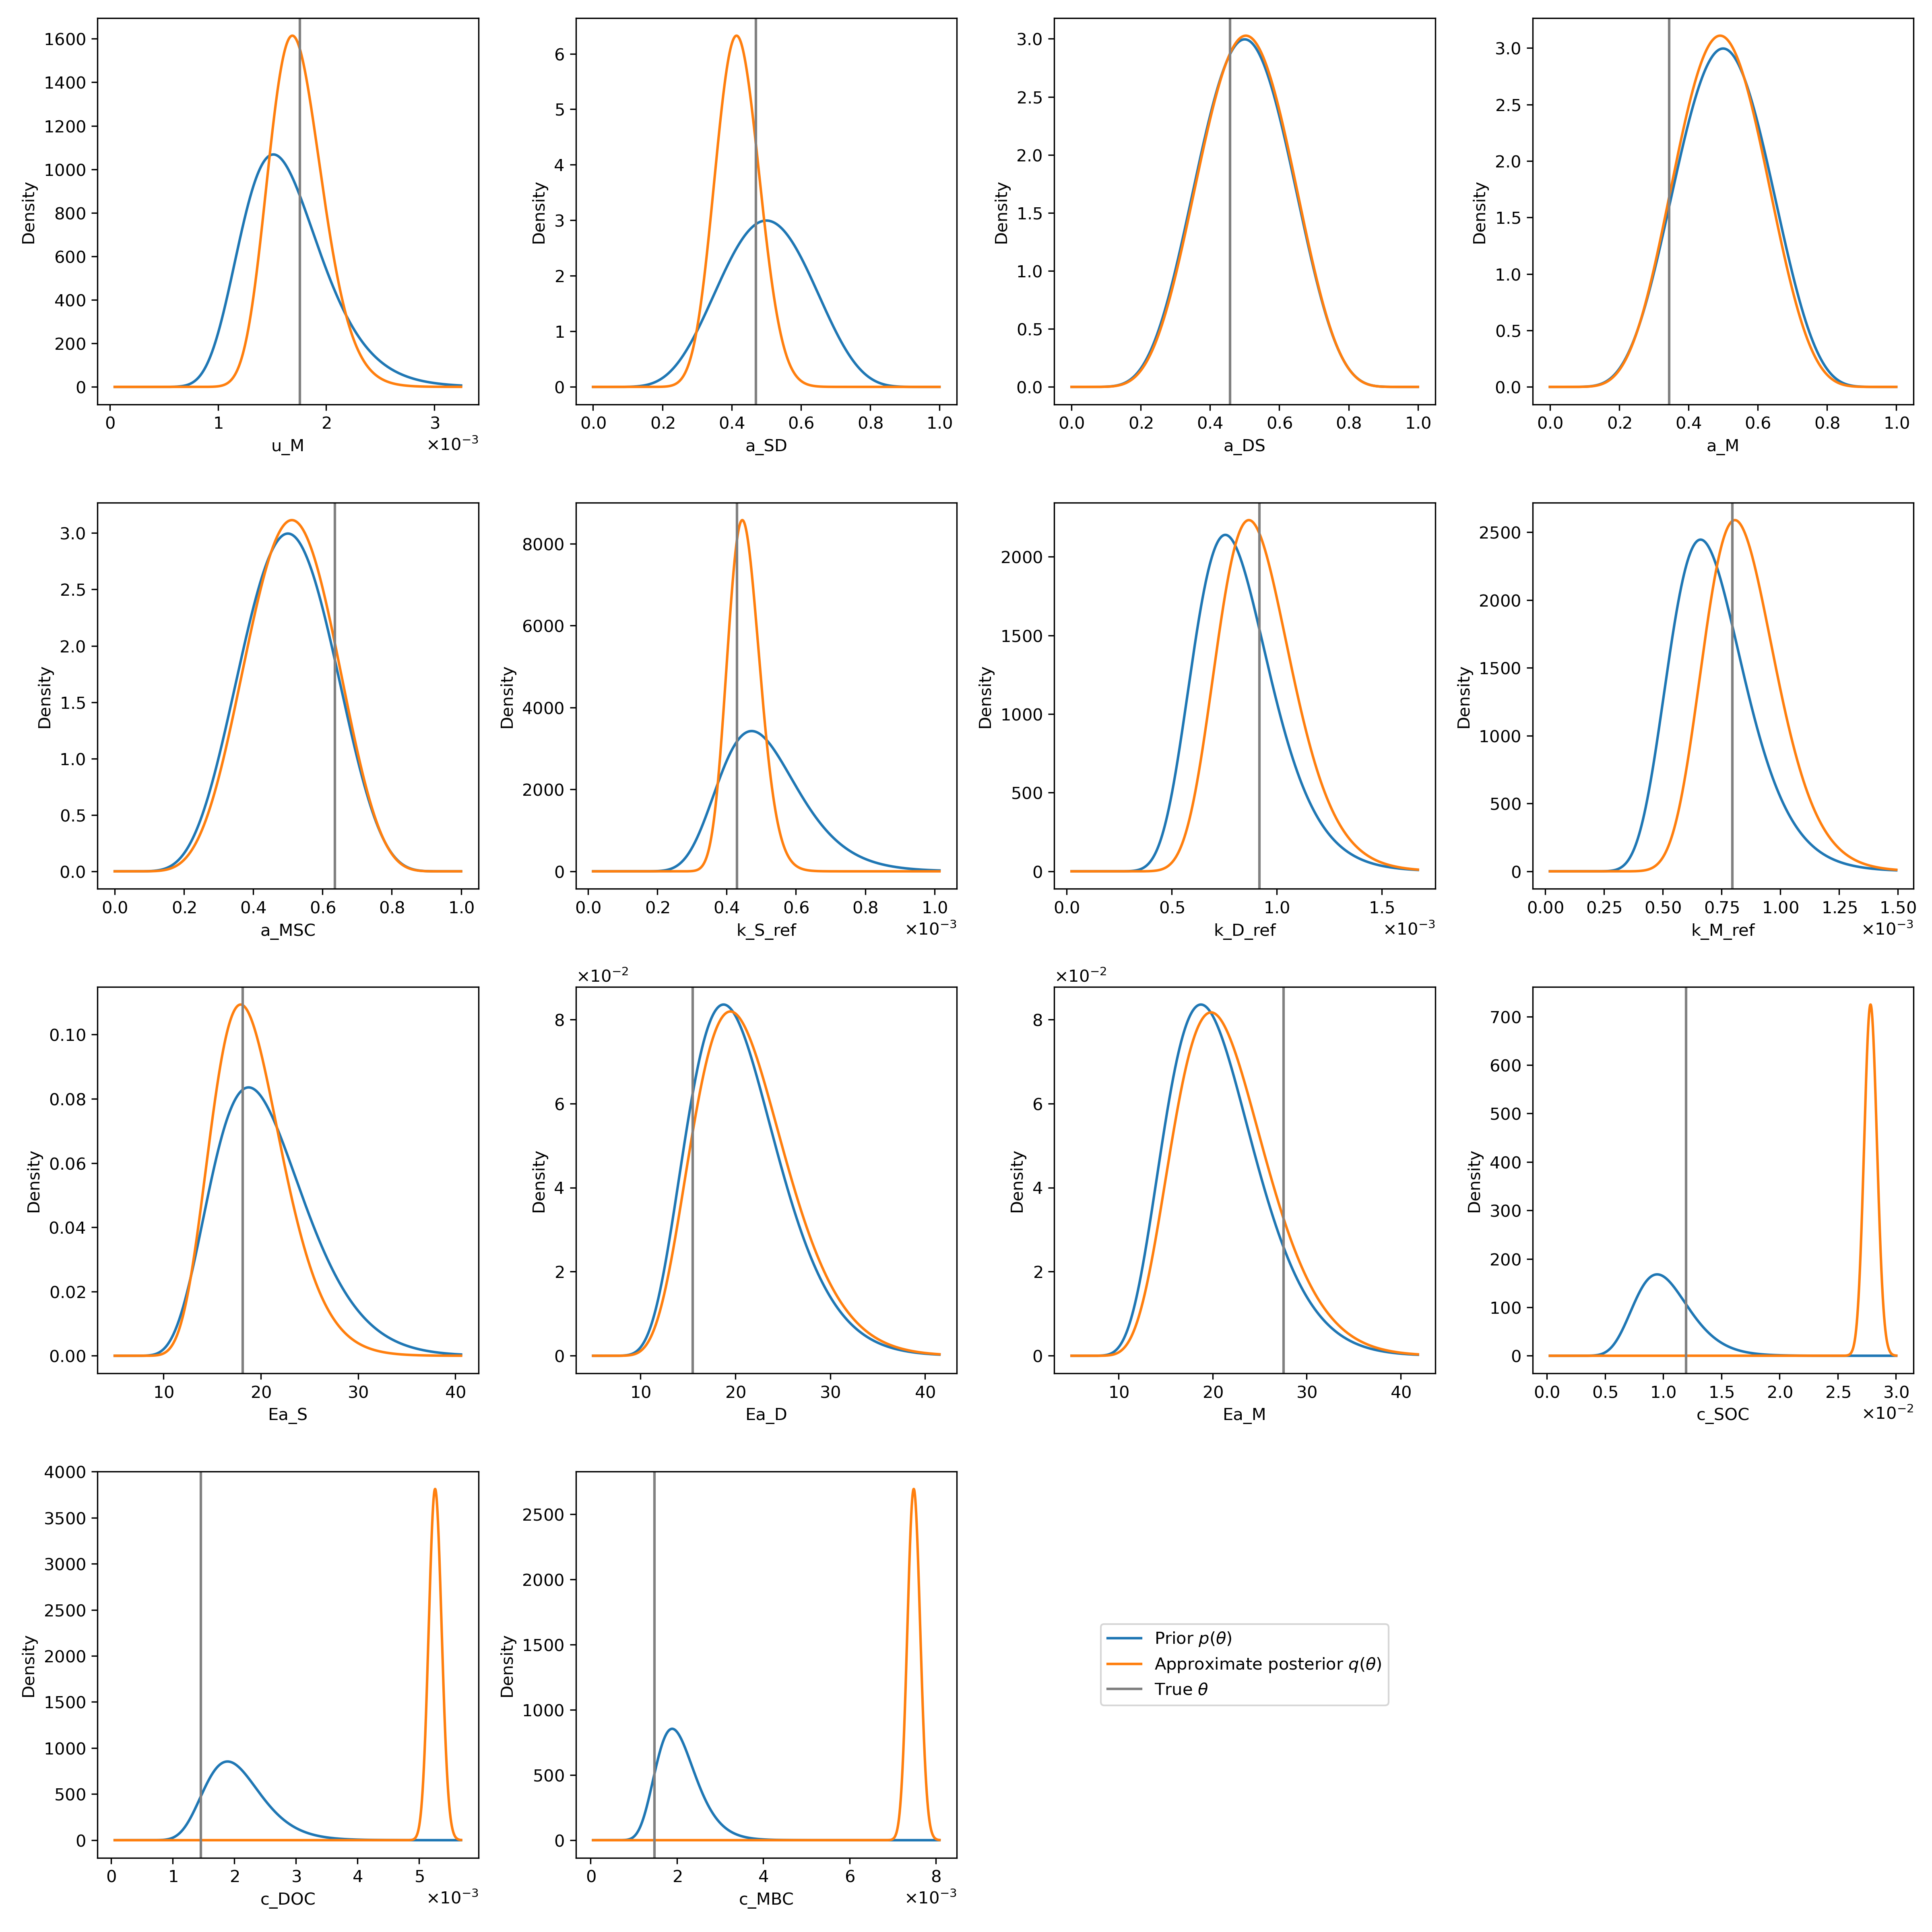 1600
1400
1200
1000
800
600
400
200
0
Density
0 1 2 3
u_M
×10⁻³
6
5
4
3
2
1
0
Density
0.0 0.2 0.4 0.6 0.8 1.0
a_SD
3.0
2.5
2.0
1.5
1.0
0.5
0.0
Density
0.0 0.2 0.4 0.6 0.8 1.0
a_DS
3.0
2.5
2.0
1.5
1.0
0.5
0.0
Density
0.0 0.2 0.4 0.6 0.8 1.0
a_M
3.0
2.5
2.0
1.5
1.0
0.5
0.0
Density
0.0 0.2 0.4 0.6 0.8 1.0
a_MSC
8000
6000
4000
2000
0
Density
0.0 0.2 0.4 0.6 0.8 1.0
k_S_ref
×10⁻³
2000
1500
1000
500
0
Density
0.0 0.5 1.0 1.5
k_D_ref
×10⁻³
2500
2000
1500
1000
500
0
Density
0.00 0.25 0.50 0.75 1.00 1.25 1.50
k_M_ref
×10⁻³
0.10
0.08
0.06
0.04
0.02
0.00
Density
10 20 30 40
Ea_S
×10⁻²
8
6
4
2
0
Density
10 20 30 40
Ea_D
×10⁻²
8
6
4
2
0
Density
10 20 30 40
Ea_M
700
600
500
400
300
200
100
0
Density
0.0 0.5 1.0 1.5 2.0 2.5 3.0
c_SOC
×10⁻²
4000
3500
3000
2500
2000
1500
1000
500
0
Density
0 1 2 3 4 5
c_DOC
×10⁻³
2500
2000
1500
1000
500
0
Density
0 2 4 6 8
c_MBC
×10⁻³
Prior p(θ)
Approximate posterior q(θ)
True θ